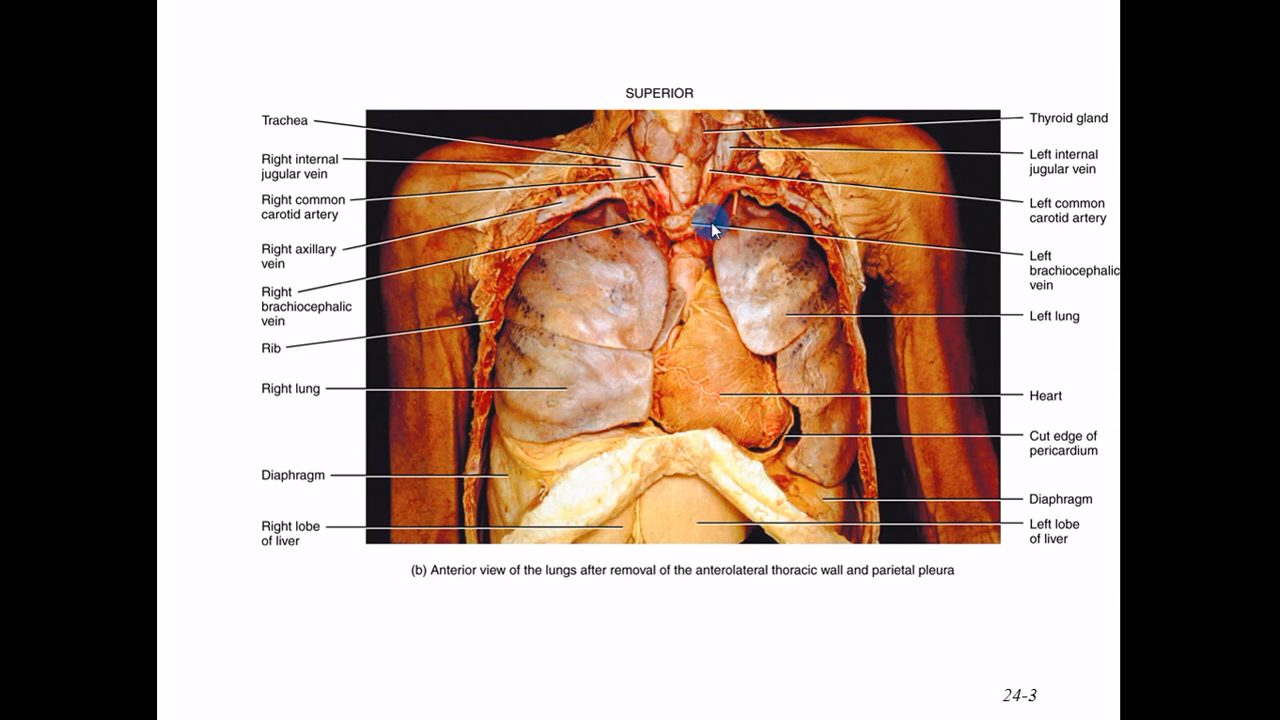 SUPERIOR
Trachea
Right internal
jugular vein
Right common
carotid artery
Right axillary
vein
Right
brachiocephalic
vein
Rib
Right lung
Diaphragm
Right lobe
of liver
Thyroid gland
Left internal
jugular vein
Left common
carotid artery
Left
brachiocephalic
vein
Left lung
Heart
Cut edge of
pericardium
Diaphragm
Left lobe
of liver
(b) Anterior view of the lungs after removal of the anterolateral thoracic wall and parietal pleura
24-3